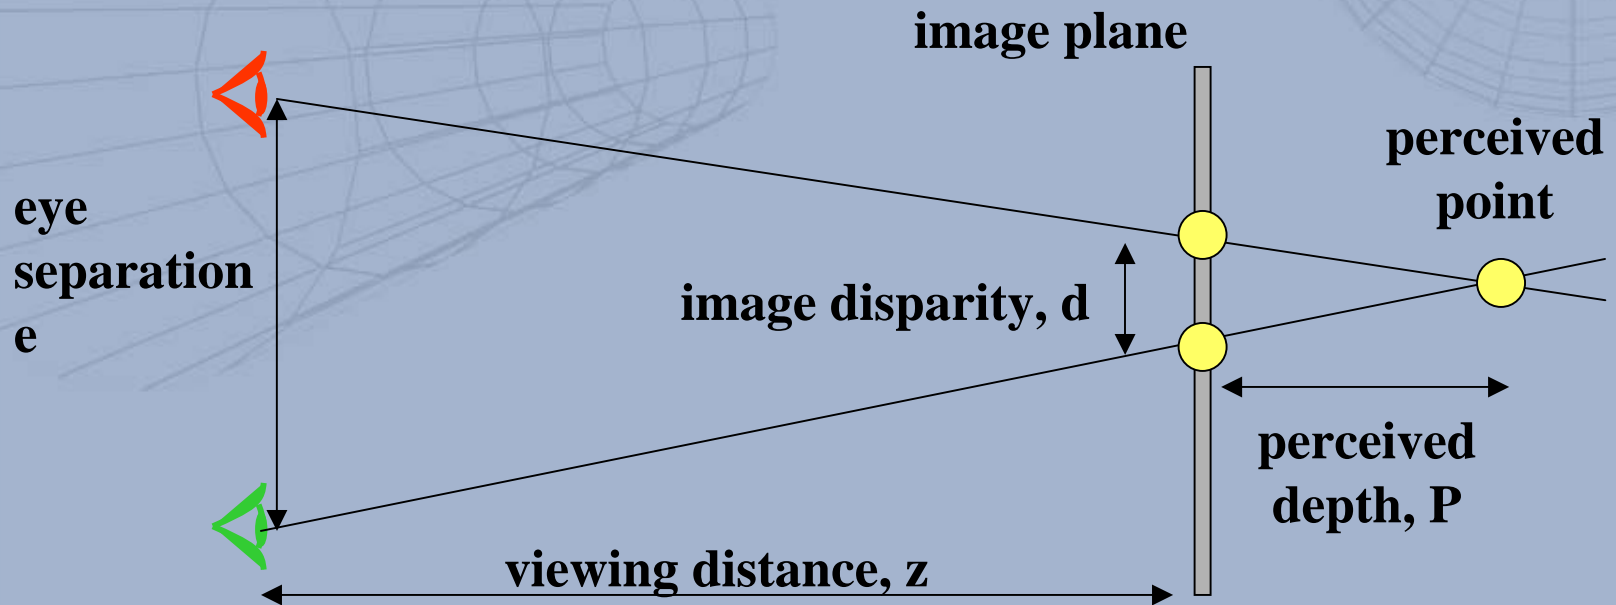 image plane
perceived
point
eye
separation
e
image disparity, d
perceived
depth, P
viewing distance, z